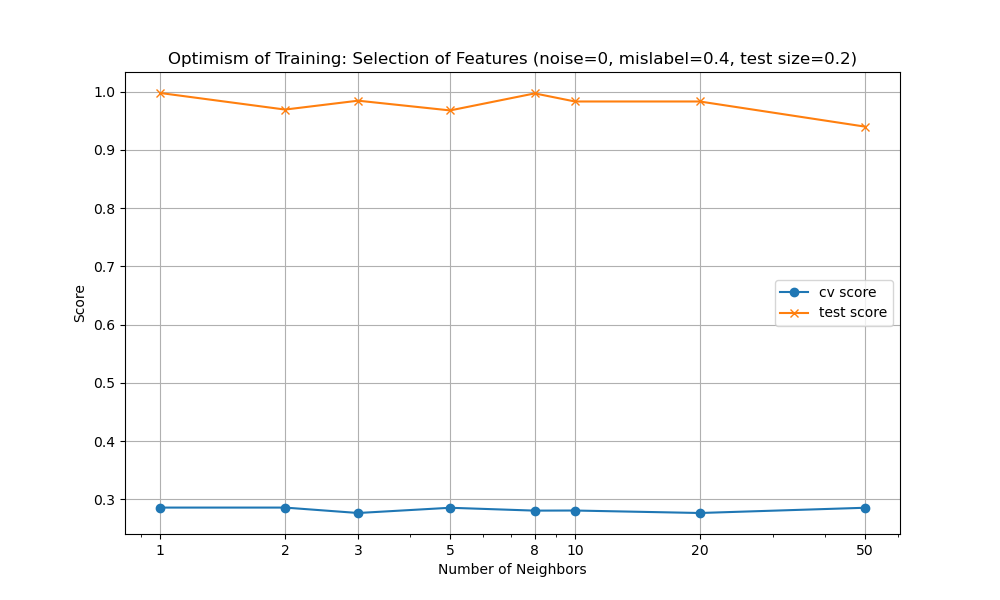 Optimism of Training: Selection of Features (noise=0, mislabel=0.4, test size=0.2)
Score
1.0
0.9
0.8
0.7
0.6
0.5
0.4
0.3
cv score
test score
1 2 3 5 8 10 20 50
Number of Neighbors